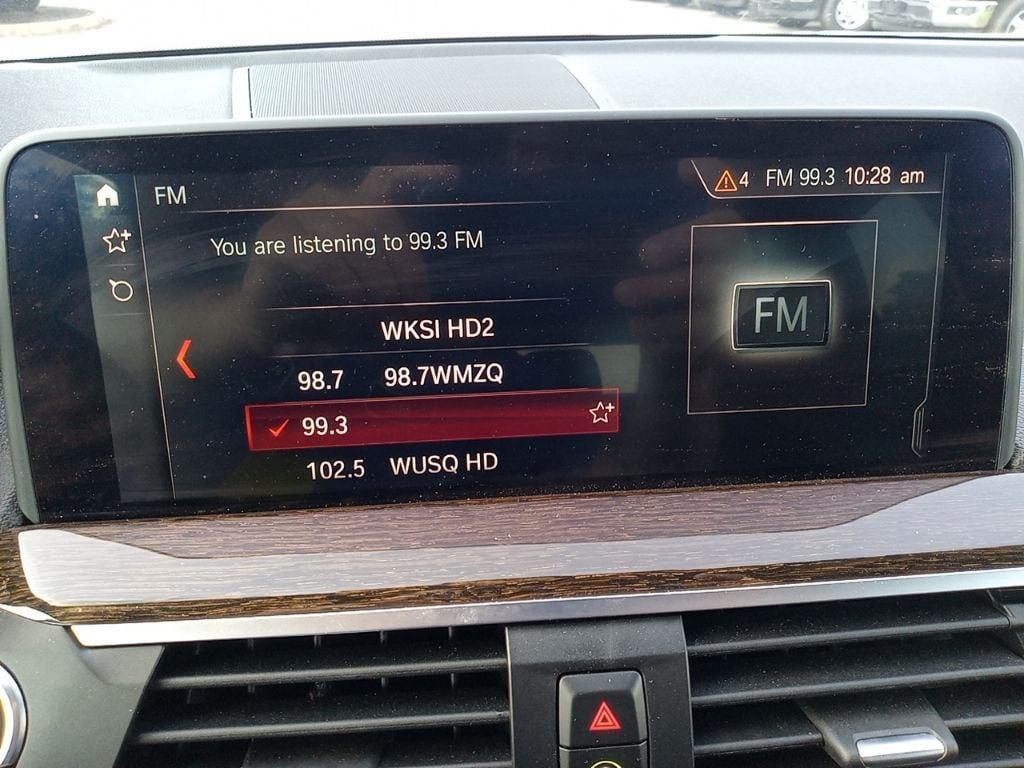 FM
4 FM 99.3 10:28 am
You are listening to 99.3 FM
FM
WKSI HD2
98.7 98.7WMZQ
99.3
102.5 WUSQ HD